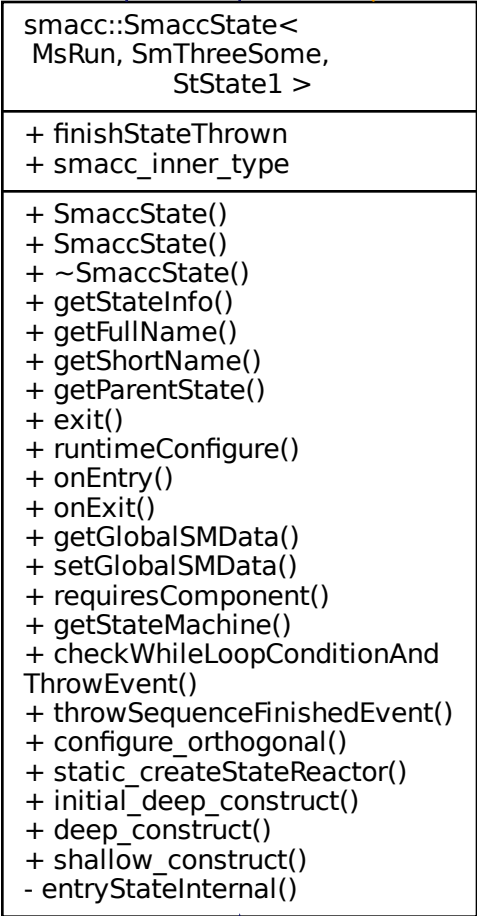 smacc::SmaccState<
MsRun, SmThreeSome,
StState1 >
+ finishStateThrown
+ smacc_inner_type
+ SmaccState()
+ SmaccState()
+ ~SmaccState()
+ getStateInfo()
+ getFullName()
+ getShortName()
+ getParentState()
+ exit()
+ runtimeConfigure()
+ onEntry()
+ onExit()
+ getGlobalSMData()
+ setGlobalSMData()
+ requiresComponent()
+ getStateMachine()
+ checkWhileLoopConditionAnd
ThrowEvent()
+ throwSequenceFinishedEvent()
+ configure_orthogonal()
+ static_createStateReactor()
+ initial_deep_construct()
+ deep_construct()
+ shallow_construct()
- entryStateInternal()